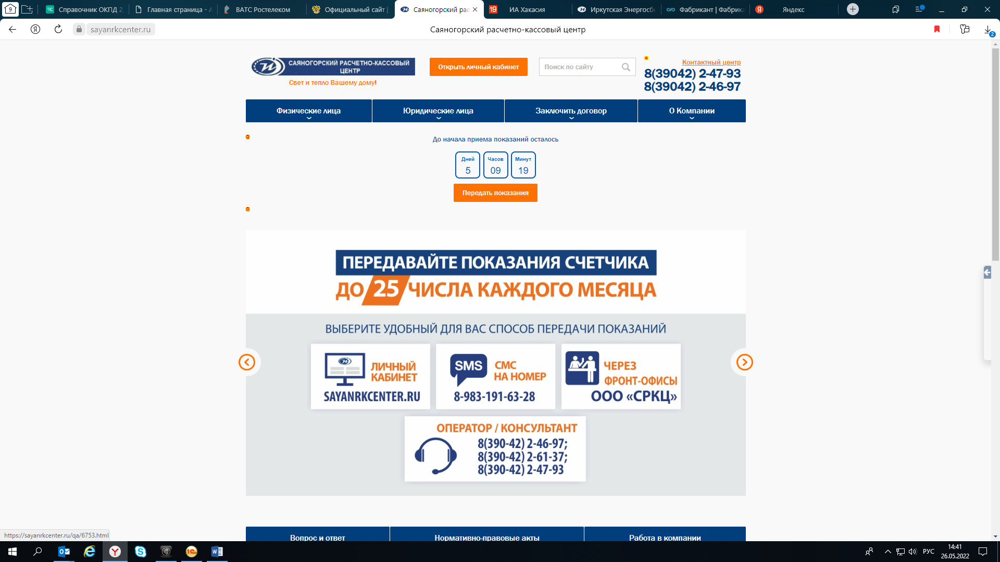 9
Справочник ОКПД 2
Главная страница - А
ВАТС Ростелеком
Официальный сайт |
Саяногорский рас
19
ИА Хакасия
Иркутская Энергосб
Фабрикант | Фабрика
Я
Яндекс
Я
sayanrkcenter.ru
Саяногорский расчетно-кассовый центр
2
САЯНОГОРСКИЙ РАСЧЕТНО-КАССОВЫЙ
ЦЕНТР
Свет и тепло Вашему дому!
Открыть личный кабинет
Поиск по сайту
Контактный центр
8(39042) 2-47-93
8(39042) 2-46-97
Физические лица
Юридические лица
Заключить договор
О Компании
До начала приема показаний осталось
Дней
Часов
Минут
5
09
19
Передать показания
ПЕРЕДАВАЙТЕ ПОКАЗАНИЯ СЧЕТЧИКА
ДО 25 ЧИСЛА КАЖДОГО МЕСЯЦА
ВЫБЕРИТЕ УДОБНЫЙ ДЛЯ ВАС СПОСОБ ПЕРЕДАЧИ ПОКАЗАНИЙ
ЛИЧНЫЙ
КАБИНЕТ
SAYANRKCENTER.RU
SMS
СМС
НА НОМЕР
8-983-191-63-28
ЧЕРЕЗ
ФРОНТ-ОФИСЫ
ООО «СРКЦ»
ОПЕРАТОР / КОНСУЛЬТАНТ
8(390-42) 2-46-97;
8(390-42) 2-61-37;
8(390-42) 2-47-93
Вопрос и ответ
Нормативно-правовые акты
Работа в компании
https://sayanrkcenter.ru/qa/6753.html
РУС
14:41
26.05.2022